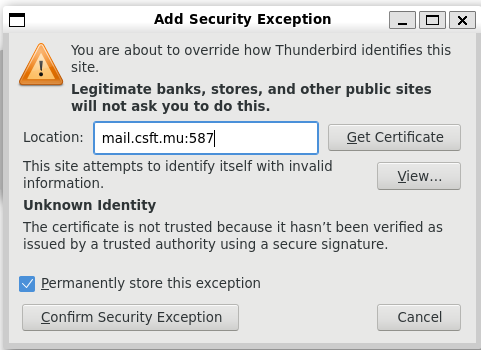 Add Security Exception
You are about to override how Thunderbird identifies this
site.
Legitimate banks, stores, and other public sites
will not ask you to do this.
Location: mail.csft.mu:587 Get Certificate
This site attempts to identify itself with invalid
information.
View...
Unknown Identity
The certificate is not trusted because it hasn’t been verified as
issued by a trusted authority using a secure signature.
Permanently store this exception
Confirm Security Exception Cancel